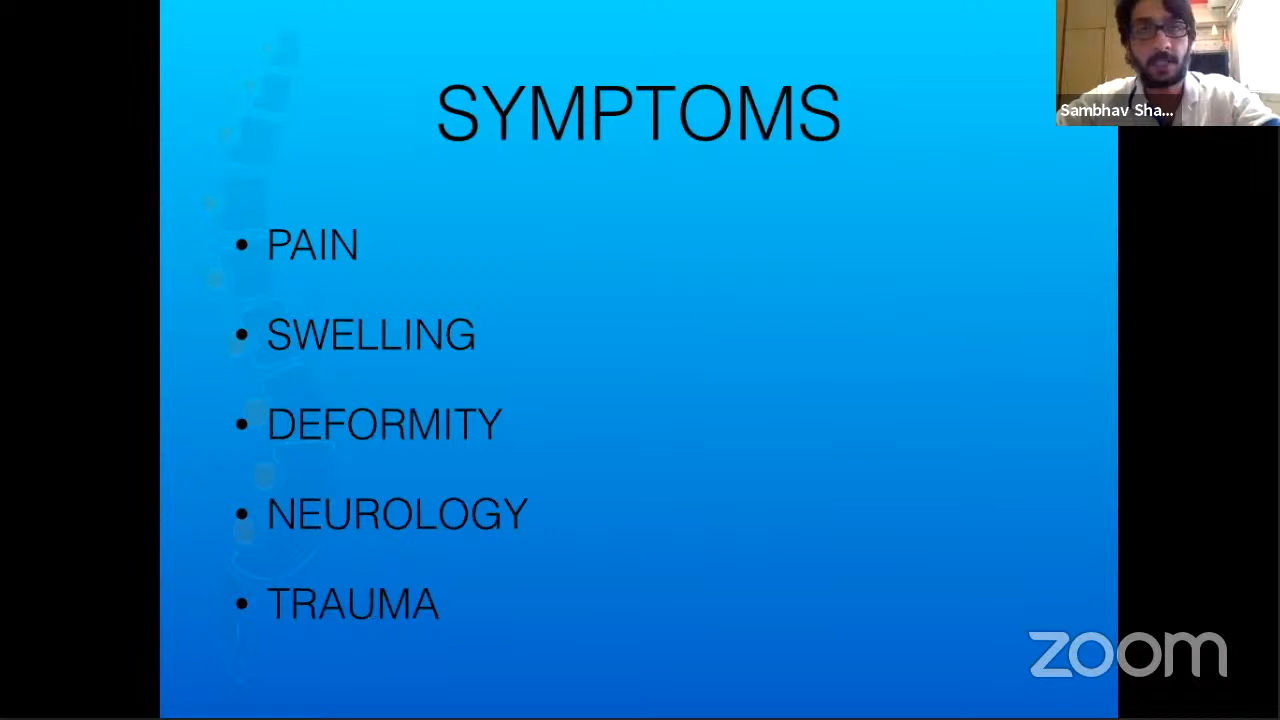 SYMPTOMS
Sambhav Sha...
• PAIN
• SWELLING
• DEFORMITY
• NEUROLOGY
• TRAUMA
zoom